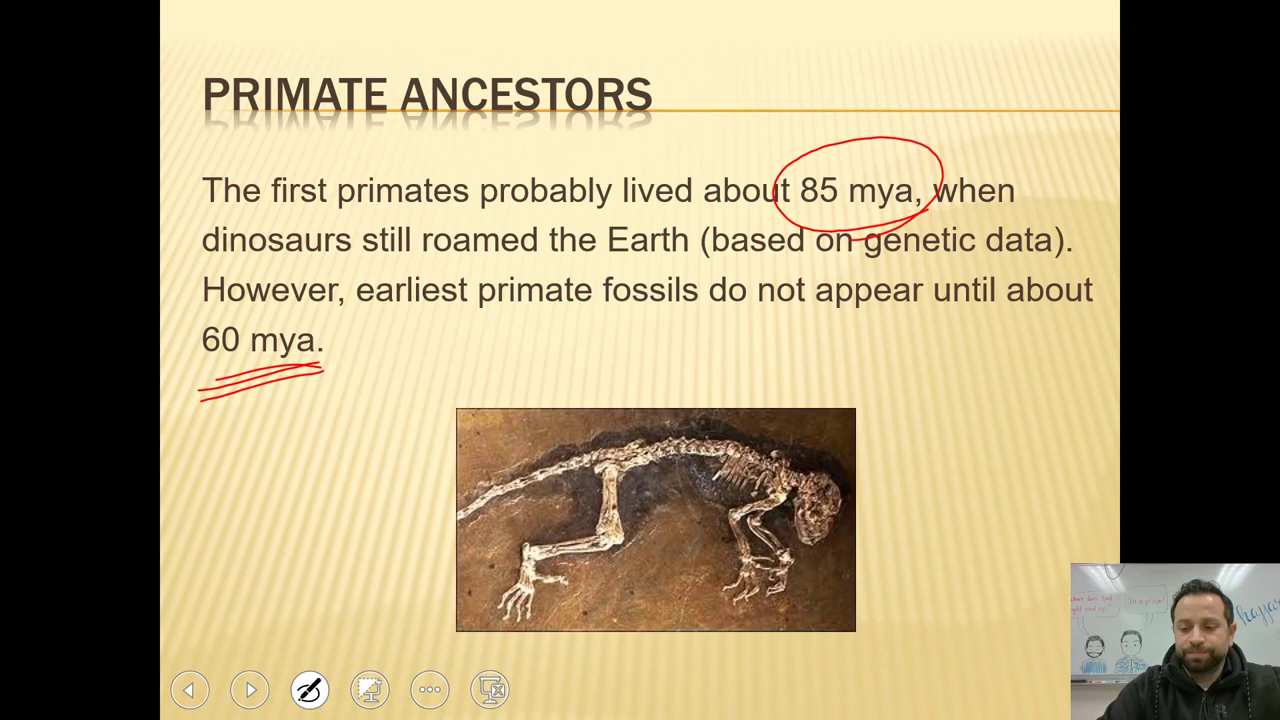 PRIMATE ANCESTORS
The first primates probably lived about 85 mya, when
dinosaurs still roamed the Earth (based on genetic data).
However, earliest primate fossils do not appear until about
60 mya.